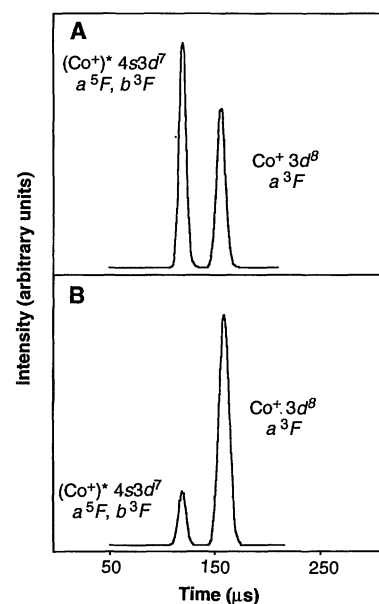 A
(Co⁺)* 4s3d⁷
a ⁵F, b ³F
Co⁺ 3d⁸
a ³F
B
Co⁺ 3d⁸
a ³F
(Co⁺)* 4s3d⁷
a ⁵F, b ³F
Intensity (arbitrary units)
50
150
250
Time (μs)